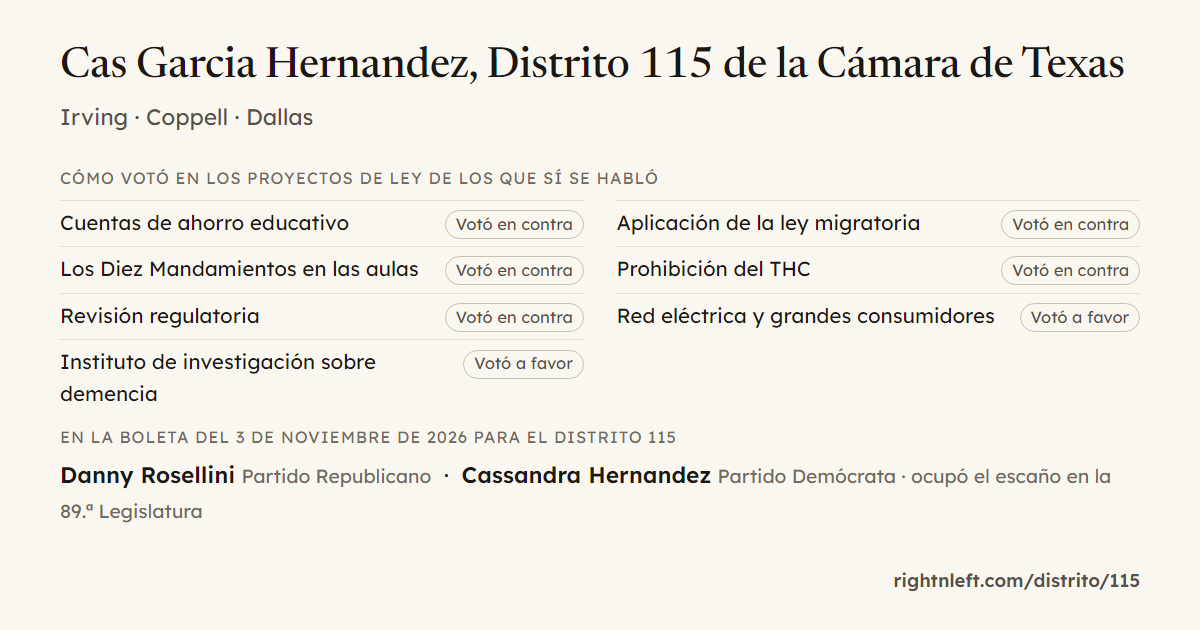 Cas Garcia Hernandez, Distrito 115 de la Cámara de Texas
Irving · Coppell · Dallas
CÓMO VOTÓ EN LOS PROYECTOS DE LEY DE LOS QUE SÍ SE HABLÓ
Cuentas de ahorro educativo Votó en contra
Aplicación de la ley migratoria Votó en contra
Los Diez Mandamientos en las aulas Votó en contra
Prohibición del THC Votó en contra
Revisión regulatoria Votó en contra
Red eléctrica y grandes consumidores Votó a favor
Instituto de investigación sobre Votó a favor
demencia
EN LA BOLETA DEL 3 DE NOVIEMBRE DE 2026 PARA EL DISTRITO 115
Danny Rosellini Partido Republicano · Cassandra Hernandez Partido Demócrata · ocupó el escaño en la
89.ª Legislatura
rightnleft.com/distrito/115